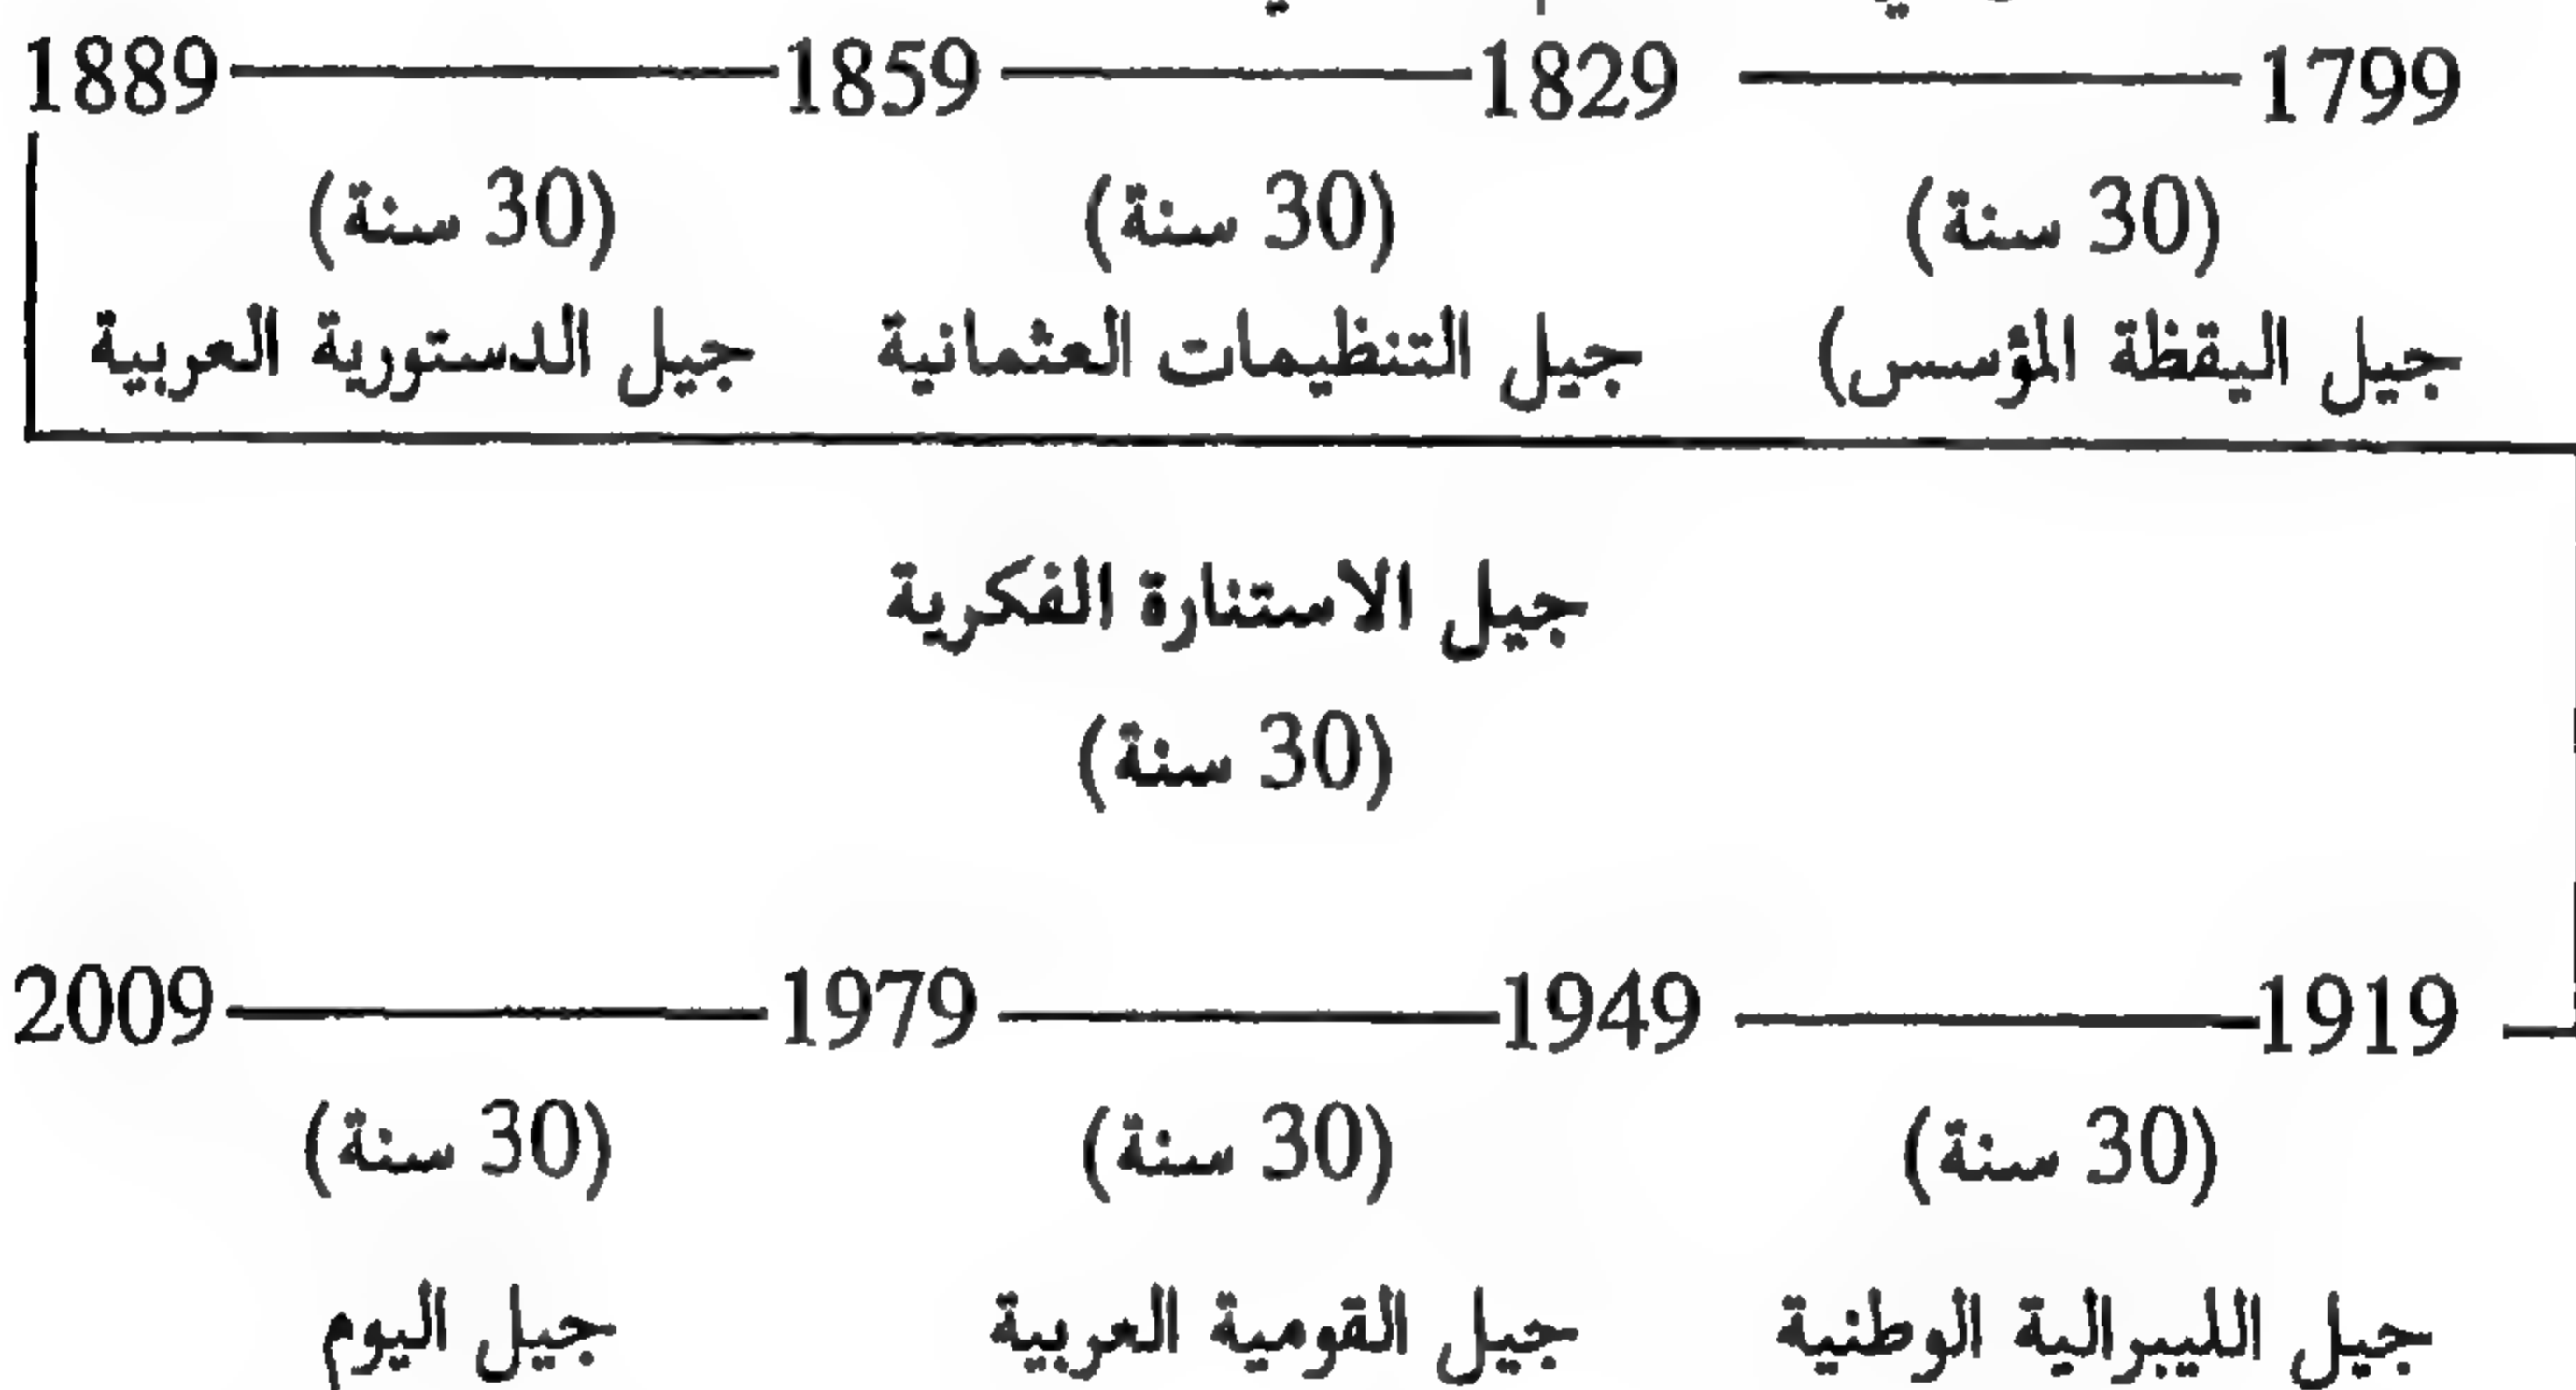 1799 1829 1859 1889
(30 سنة) (30 سنة) (30 سنة)
جيل اليقظة المؤسس) جيل التنظيمات العثمانية جيل الدستورية العربية
جيل الاستنارة الفكرية
(30 سنة)
1919 1949 1979 2009
(30 سنة) (30 سنة) (30 سنة)
جيل الليبرالية الوطنية جيل القومية العربية جيل اليوم